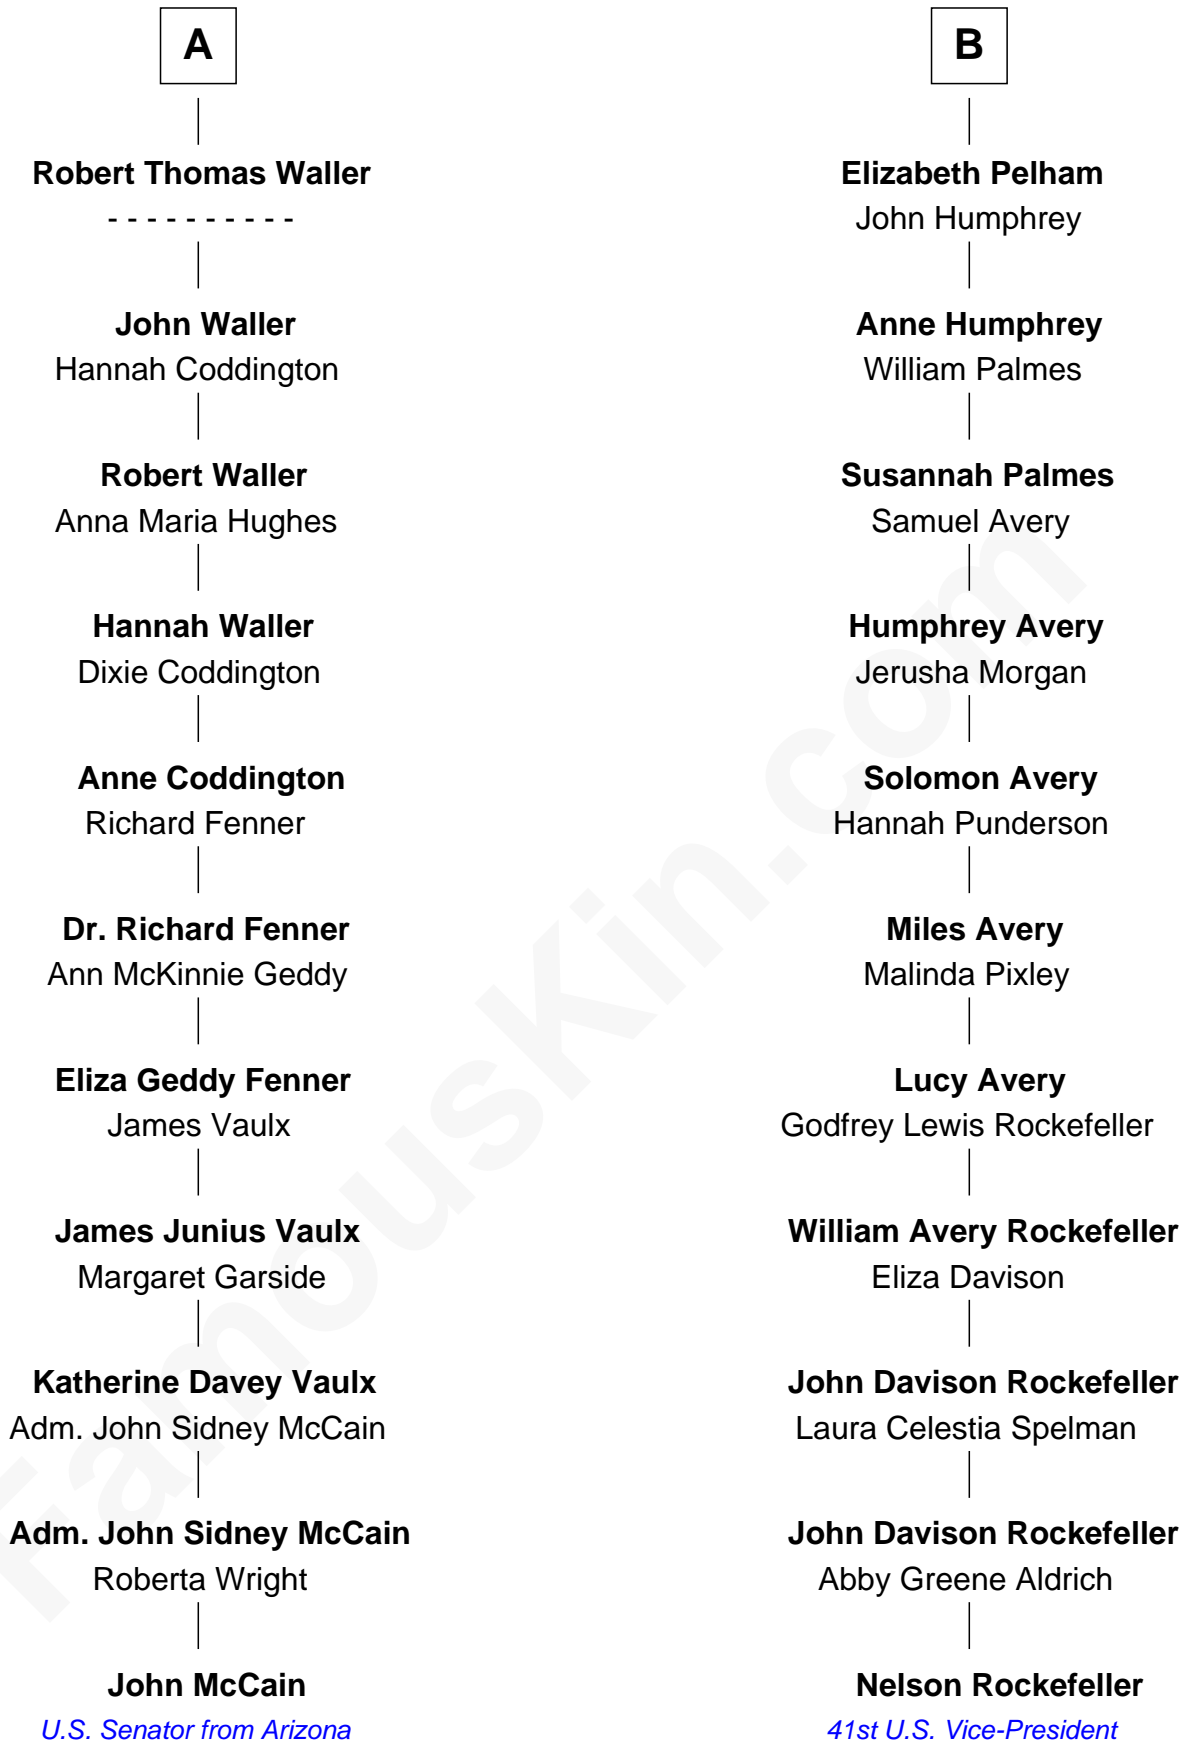 A
B
Robert Thomas Waller
- - - - - - - - - -
Elizabeth Pelham
John Humphrey
John Waller
Hannah Coddington
Anne Humphrey
William Palmes
Robert Waller
Anna Maria Hughes
Susannah Palmes
Samuel Avery
Hannah Waller
Dixie Coddington
Humphrey Avery
Jerusha Morgan
Anne Coddington
Richard Fenner
Solomon Avery
Hannah Punderson
Dr. Richard Fenner
Ann McKinnie Geddy
Miles Avery
Malinda Pixley
Eliza Geddy Fenner
James Vaulx
Lucy Avery
Godfrey Lewis Rockefeller
James Junius Vaulx
Margaret Garside
William Avery Rockefeller
Eliza Davison
Katherine Davey Vaulx
Adm. John Sidney McCain
John Davison Rockefeller
Laura Celestia Spelman
Adm. John Sidney McCain
Roberta Wright
John Davison Rockefeller
Abby Greene Aldrich
John McCain
U.S. Senator from Arizona
Nelson Rockefeller
41st U.S. Vice-President
FamousKin.com